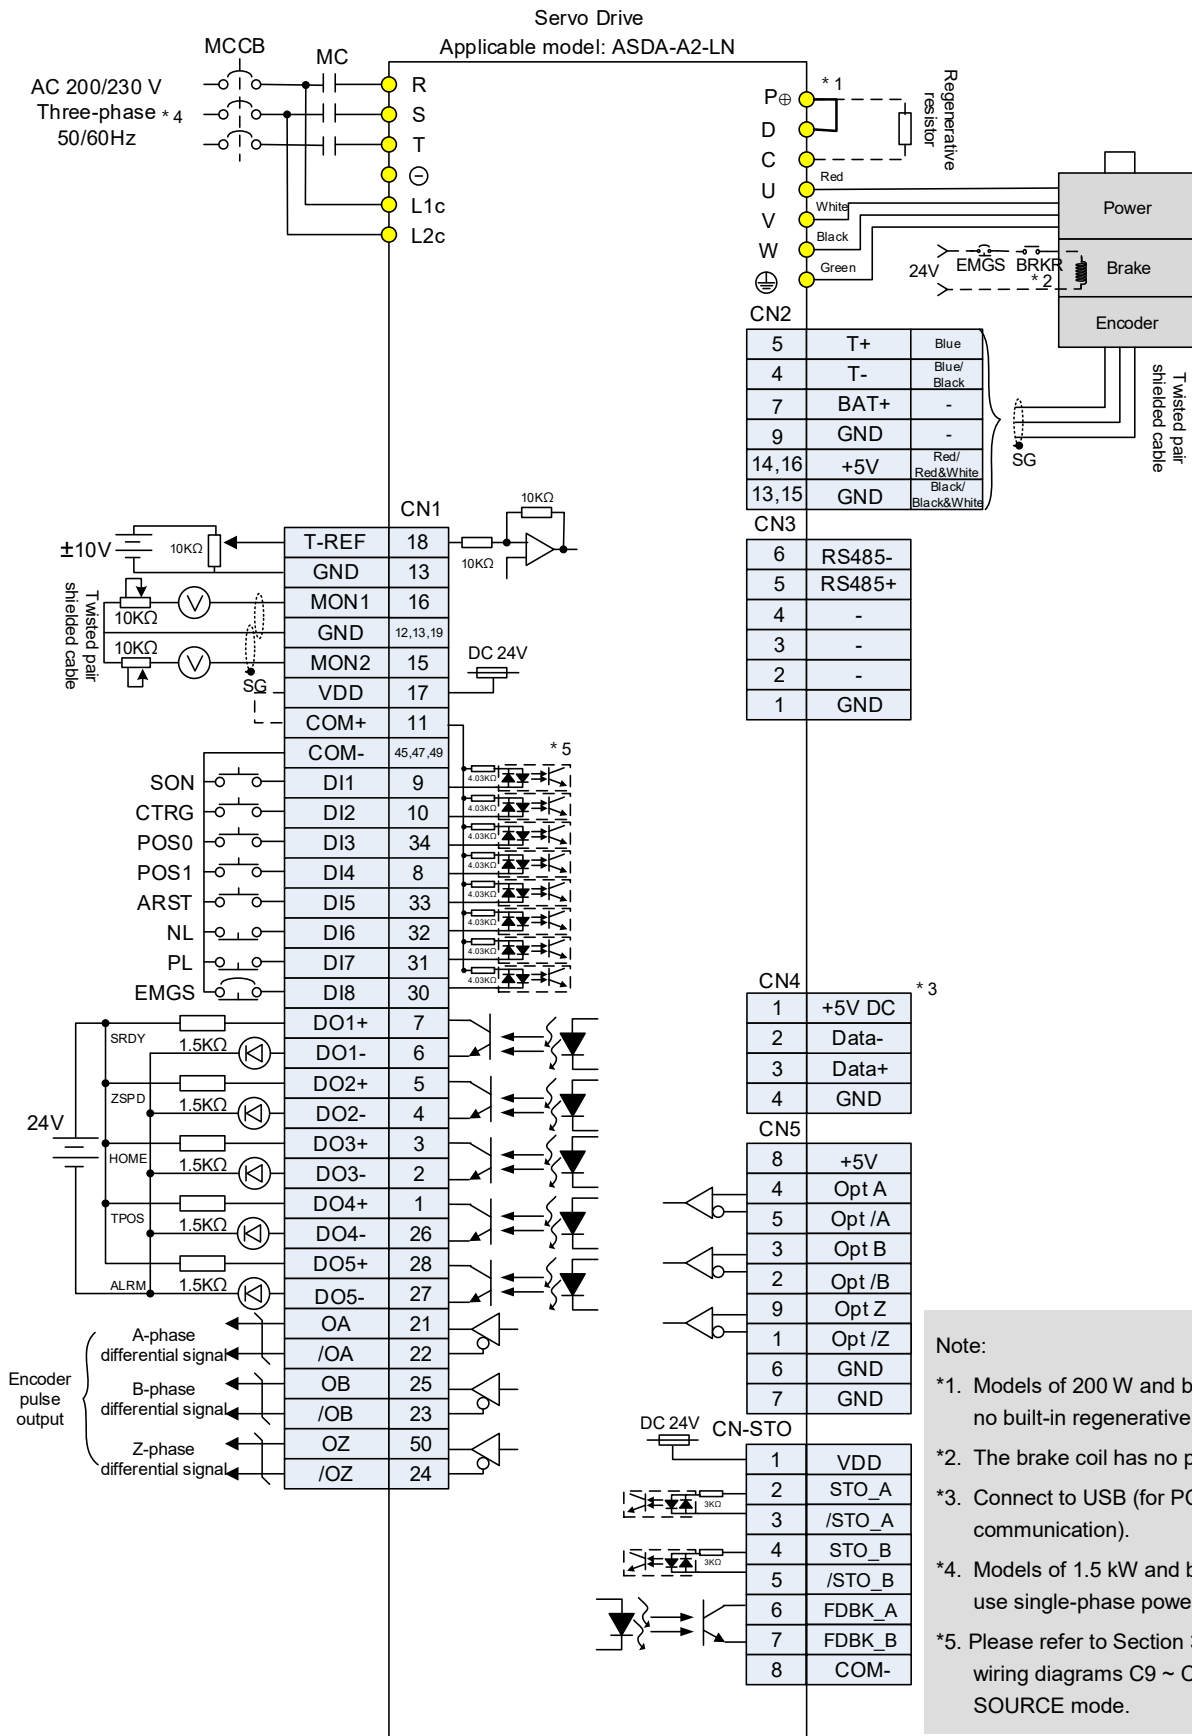 Servo Drive
Applicable model: ASDA-A2-LN
MCCB
MC
AC 200/230 V
Three-phase * 4
50/60Hz
R
S
T
L1c
L2c
P
D
C
U
V
W
* 1
Regenerative
resistor
Red
White
Black
Green
Power
Brake
Encoder
24V
EMGS
BRKR
* 2
Twisted pair
shielded cable
SG
CN2
5 T+ Blue
4 T- Blue/
Black
7 BAT+ -
9 GND -
14,16 +5V Red/
Red&White
13,15 GND Black/
Black&White
CN3
6 RS485-
5 RS485+
4 -
3 -
2 -
1 GND
CN1
±10V
10KΩ
T-REF 18
10KΩ
10KΩ
GND 13
MON1 16
10KΩ
V
GND 12,13,19
10KΩ
V
MON2 15
Twisted pair
shielded cable
SG
DC 24V
VDD 17
COM+ 11
COM- 45,47,49
* 5
SON DI1 9 4.03KΩ
CTRG DI2 10 4.03KΩ
POS0 DI3 34 4.03KΩ
POS1 DI4 8 4.03KΩ
ARST DI5 33 4.03KΩ
NL DI6 32 4.03KΩ
PL DI7 31 4.03KΩ
EMGS DI8 30 4.03KΩ
24V
DO1+ 7
SRDY 1.5KΩ DO1- 6
DO2+ 5
ZSPD 1.5KΩ DO2- 4
DO3+ 3
HOME 1.5KΩ DO3- 2
DO4+ 1
TPOS 1.5KΩ DO4- 26
DO5+ 28
ALRM 1.5KΩ DO5- 27
Encoder
pulse
output
A-phase
differential signal
OA 21
/OA 22
B-phase
differential signal
OB 25
/OB 23
Z-phase
differential signal
OZ 50
/OZ 24
CN4
* 3
1 +5V DC
2 Data-
3 Data+
4 GND
CN5
8 +5V
4 Opt A
5 Opt /A
3 Opt B
2 Opt /B
9 Opt Z
1 Opt /Z
6 GND
7 GND
DC 24V
CN-STO
1 VDD
2 STO_A
3KΩ
3 /STO_A
4 STO_B
3KΩ
5 /STO_B
6 FDBK_A
7 FDBK_B
8 COM-
Note:
*1. Models of 200 W and b
no built-in regenerative
*2. The brake coil has no p
*3. Connect to USB (for PC
communication).
*4. Models of 1.5 kW and b
use single-phase powe
*5. Please refer to Section
wiring diagrams C9 ~ C
SOURCE mode.